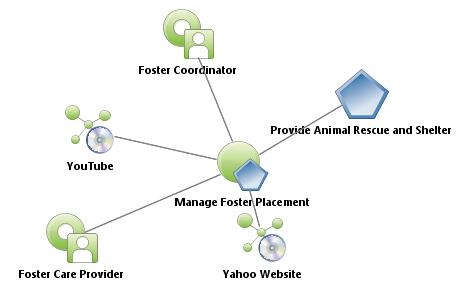 Foster Coordinator
Provide Animal Rescue and Shelter
YouTube
Manage Foster Placement
Foster Care Provider
Yahoo Website